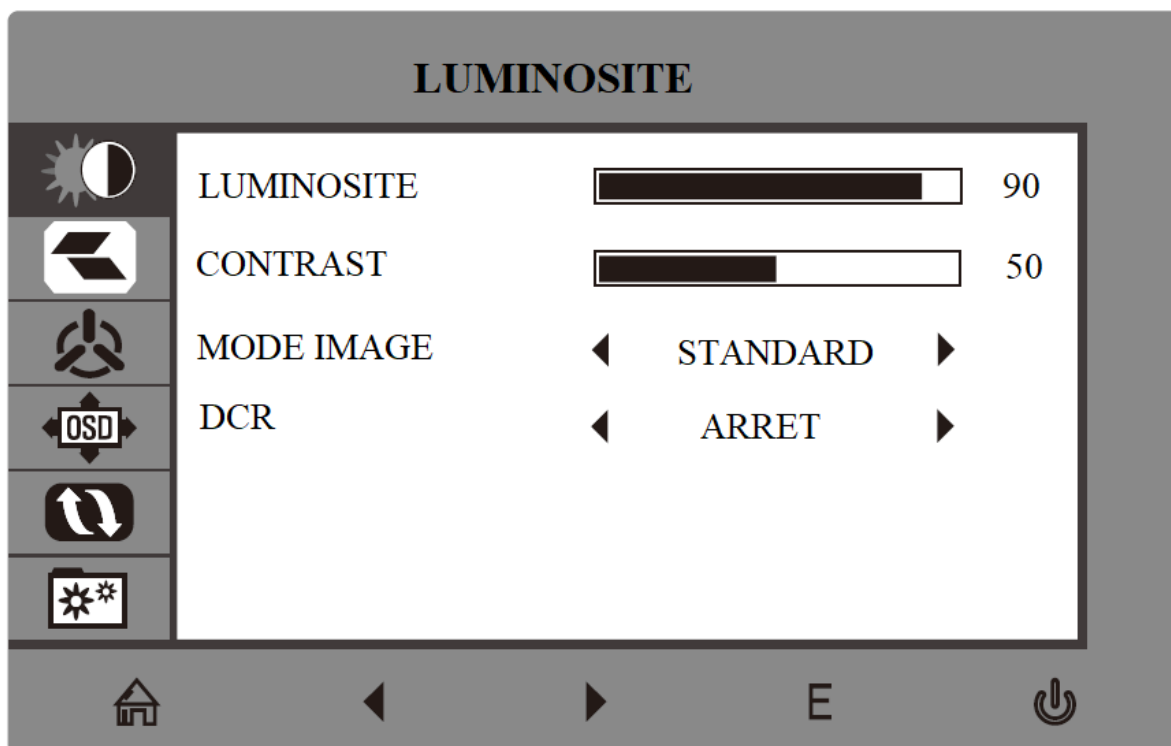 LUMINOSITE
LUMINOSITE 90
CONTRAST 50
MODE IMAGE STANDARD
DCR ARRET
OSD
E